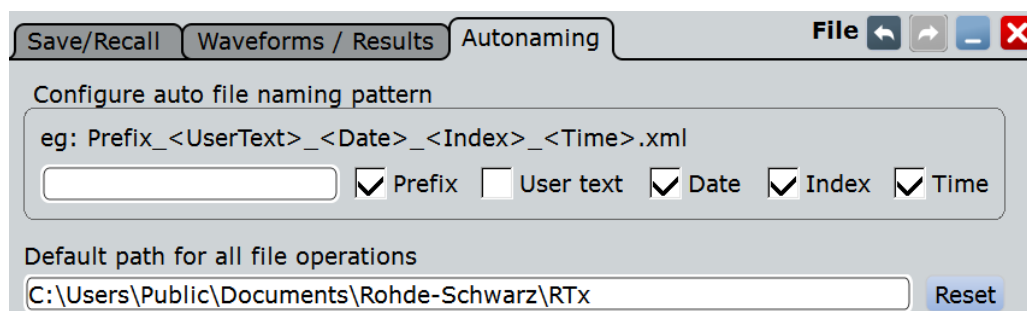 Save/Recall Waveforms / Results Autonaming File
Configure auto file naming pattern
eg: Prefix_<UserText>_<Date>_<Index>_<Time>.xml
Prefix User text Date Index Time
Default path for all file operations
C:\Users\Public\Documents\Rohde-Schwarz\RTx Reset